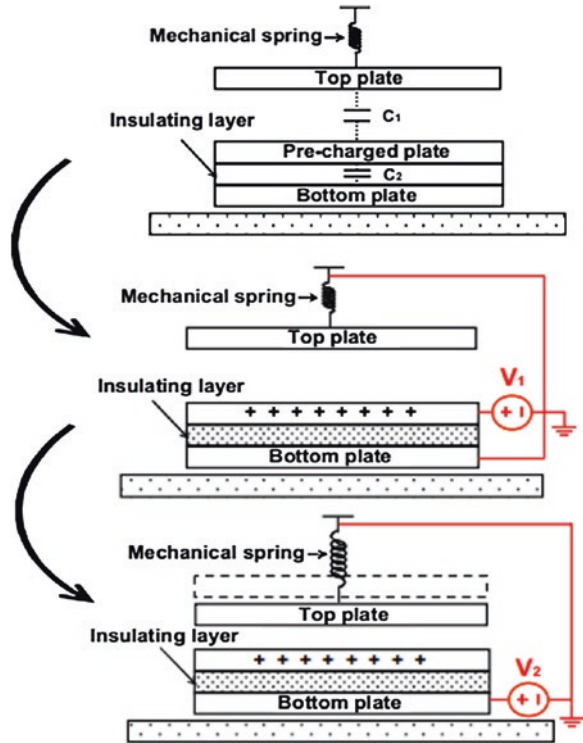 Mechanical spring
Top plate
C₁
Insulating layer
Pre-charged plate
C₂
Bottom plate
Mechanical spring
Top plate
V₁
Insulating layer
+ + + + + + + +
+ ı
Bottom plate
Mechanical spring
Top plate
Insulating layer
+ + + + + + + +
V₂
Bottom plate
+ ı